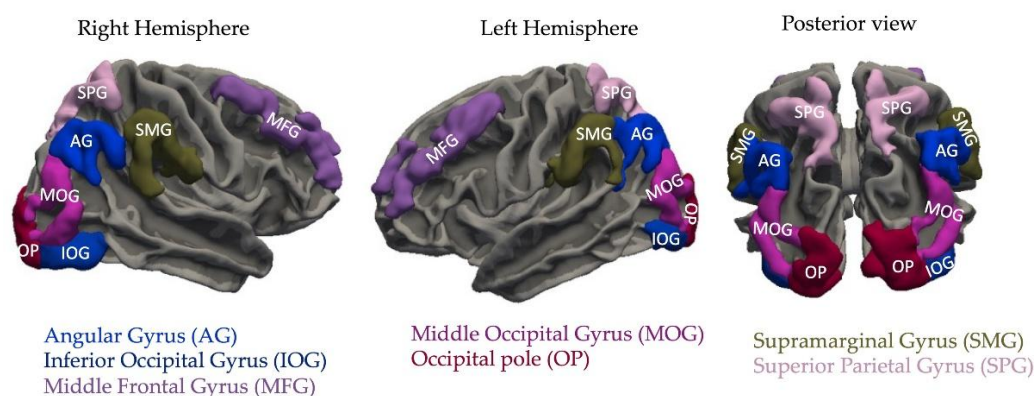 Right Hemisphere
Left Hemisphere
Posterior view
SPG
AG
SMG
MFG
MOG
OP
IOG
SPG
MFG
SMG
AG
MOG
OP
IOG
SPG
SPG
SMG
SMG
AG
AG
MOG
MOG
OP
OP
IOG
Angular Gyrus (AG)
Inferior Occipital Gyrus (IOG)
Middle Frontal Gyrus (MFG)
Middle Occipital Gyrus (MOG)
Occipital pole (OP)
Supramarginal Gyrus (SMG)
Superior Parietal Gyrus (SPG)